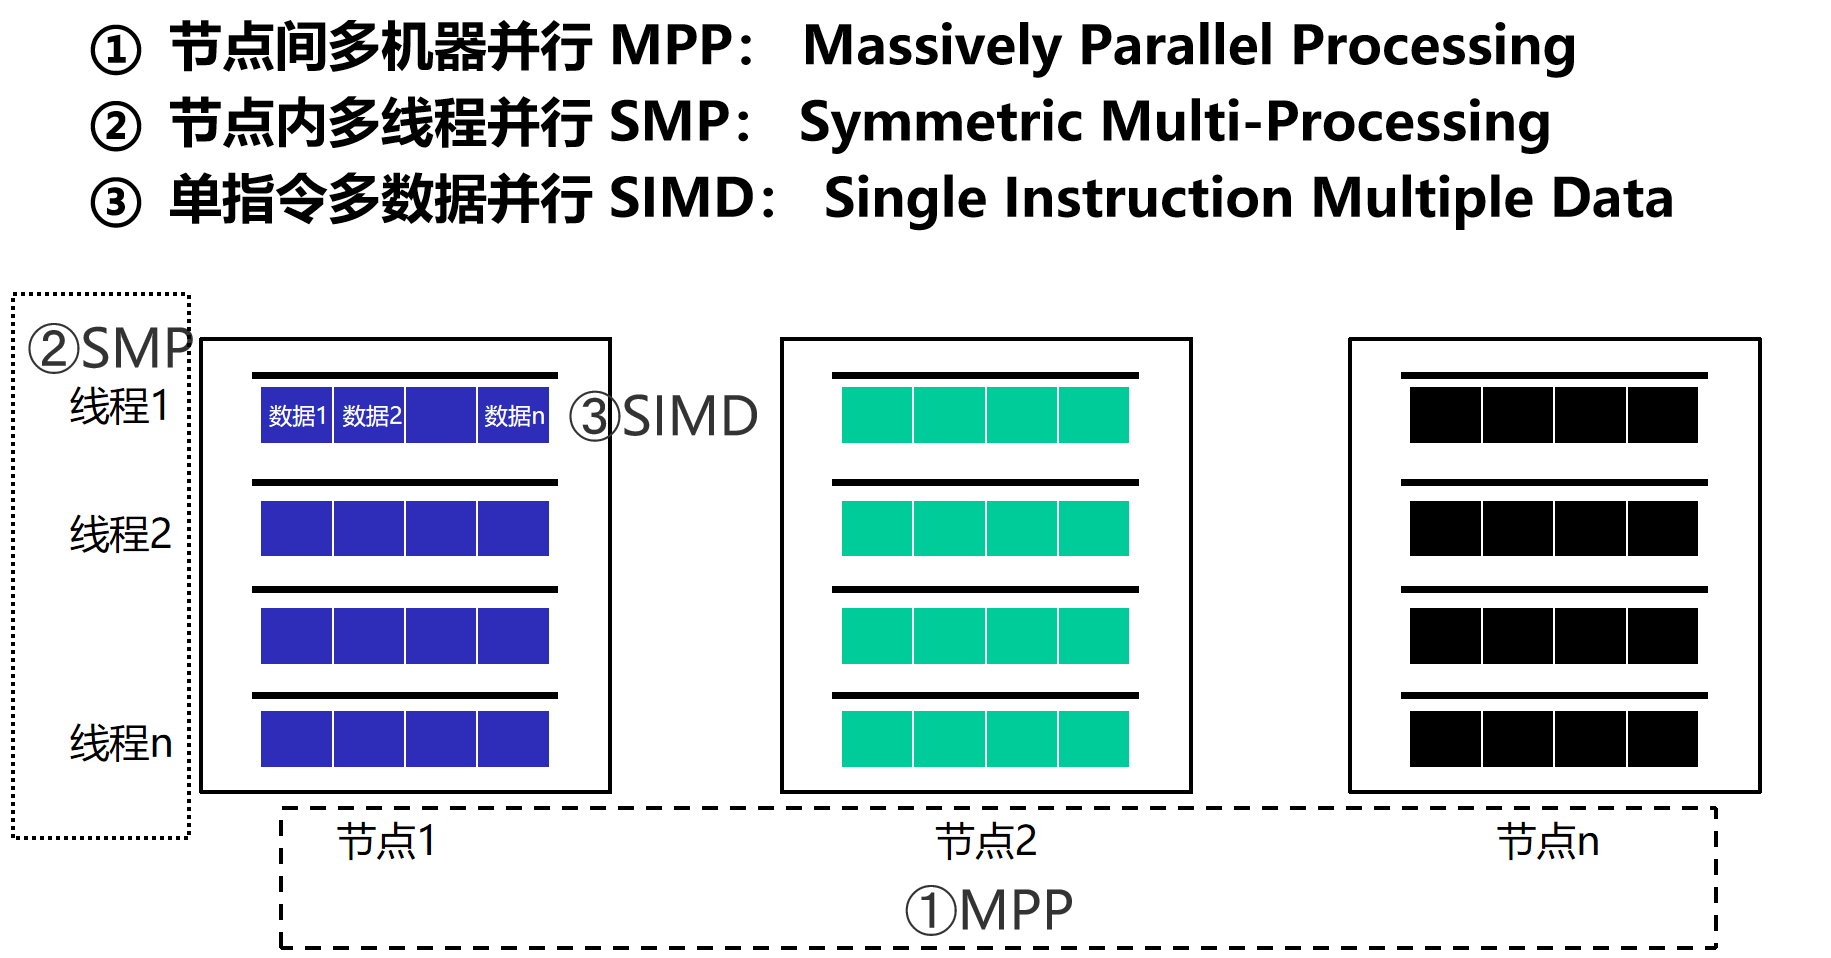 ① 节点间多机器并行 MPP： Massively Parallel Processing
② 节点内多线程并行 SMP： Symmetric Multi-Processing
③ 单指令多数据并行 SIMD： Single Instruction Multiple Data
②SMP
线程1
数据1 数据2 数据n
③SIMD
线程2
线程n
节点1 节点2 节点n
①MPP